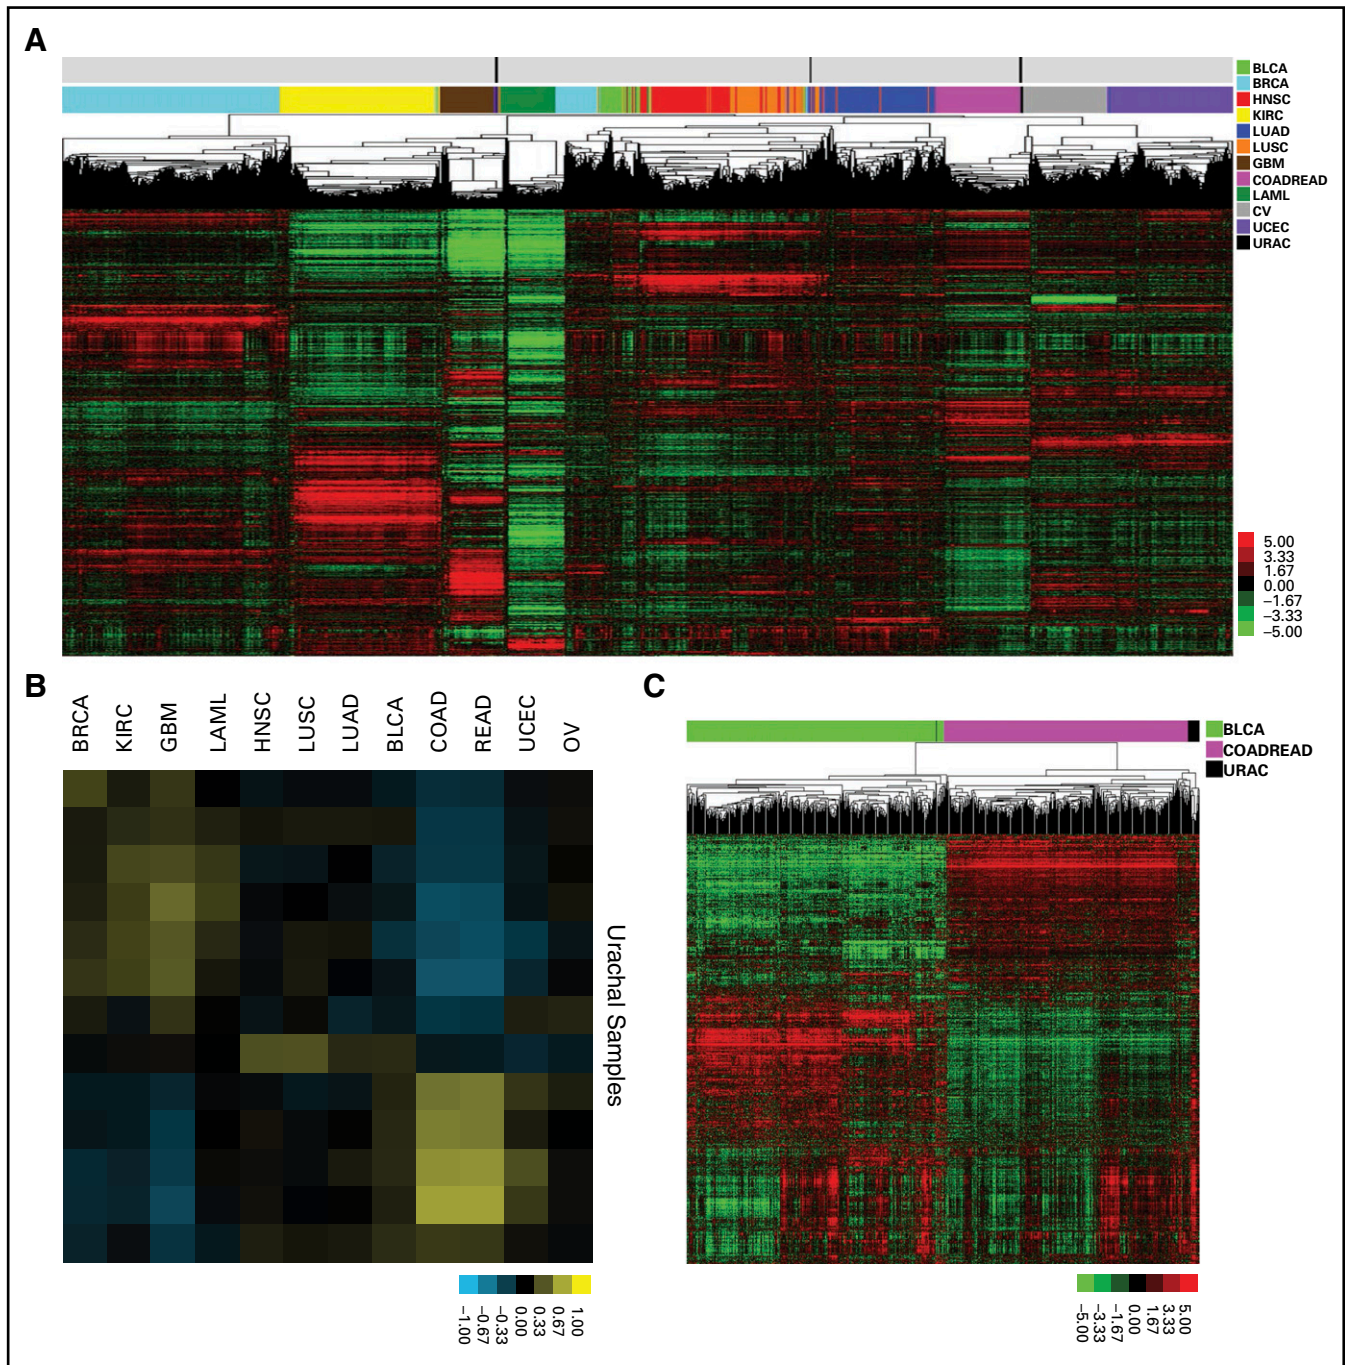 A
BLCA
BRCA
HNSC
KIRC
LUAD
LUSC
GBM
COADREAD
LAML
CV
UCEC
URAC
5.00
3.33
1.67
0.00
−1.67
−3.33
−5.00
B
BRCA
KIRC
GBM
LAML
HNSC
LUSC
LUAD
BLCA
COAD
READ
UCEC
OV
Urachal Samples
−1.00
−0.67
−0.33
0.00
0.33
0.67
1.00
C
BLCA
COADREAD
URAC
−5.00
−3.33
−1.67
0.00
1.67
3.33
5.00